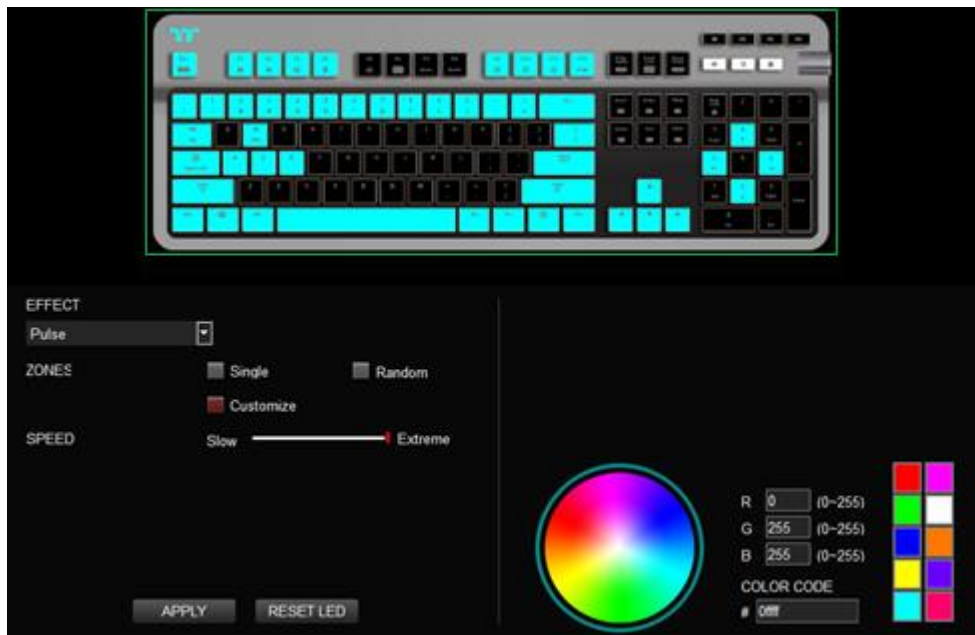 EFFECT
Pulse
ZONES
Single
Random
Customize
SPEED
Slow
Extreme
R 0 (0~255)
G 255 (0~255)
B 255 (0~255)
COLOR CODE
# 0ffff
APPLY
RESET LED